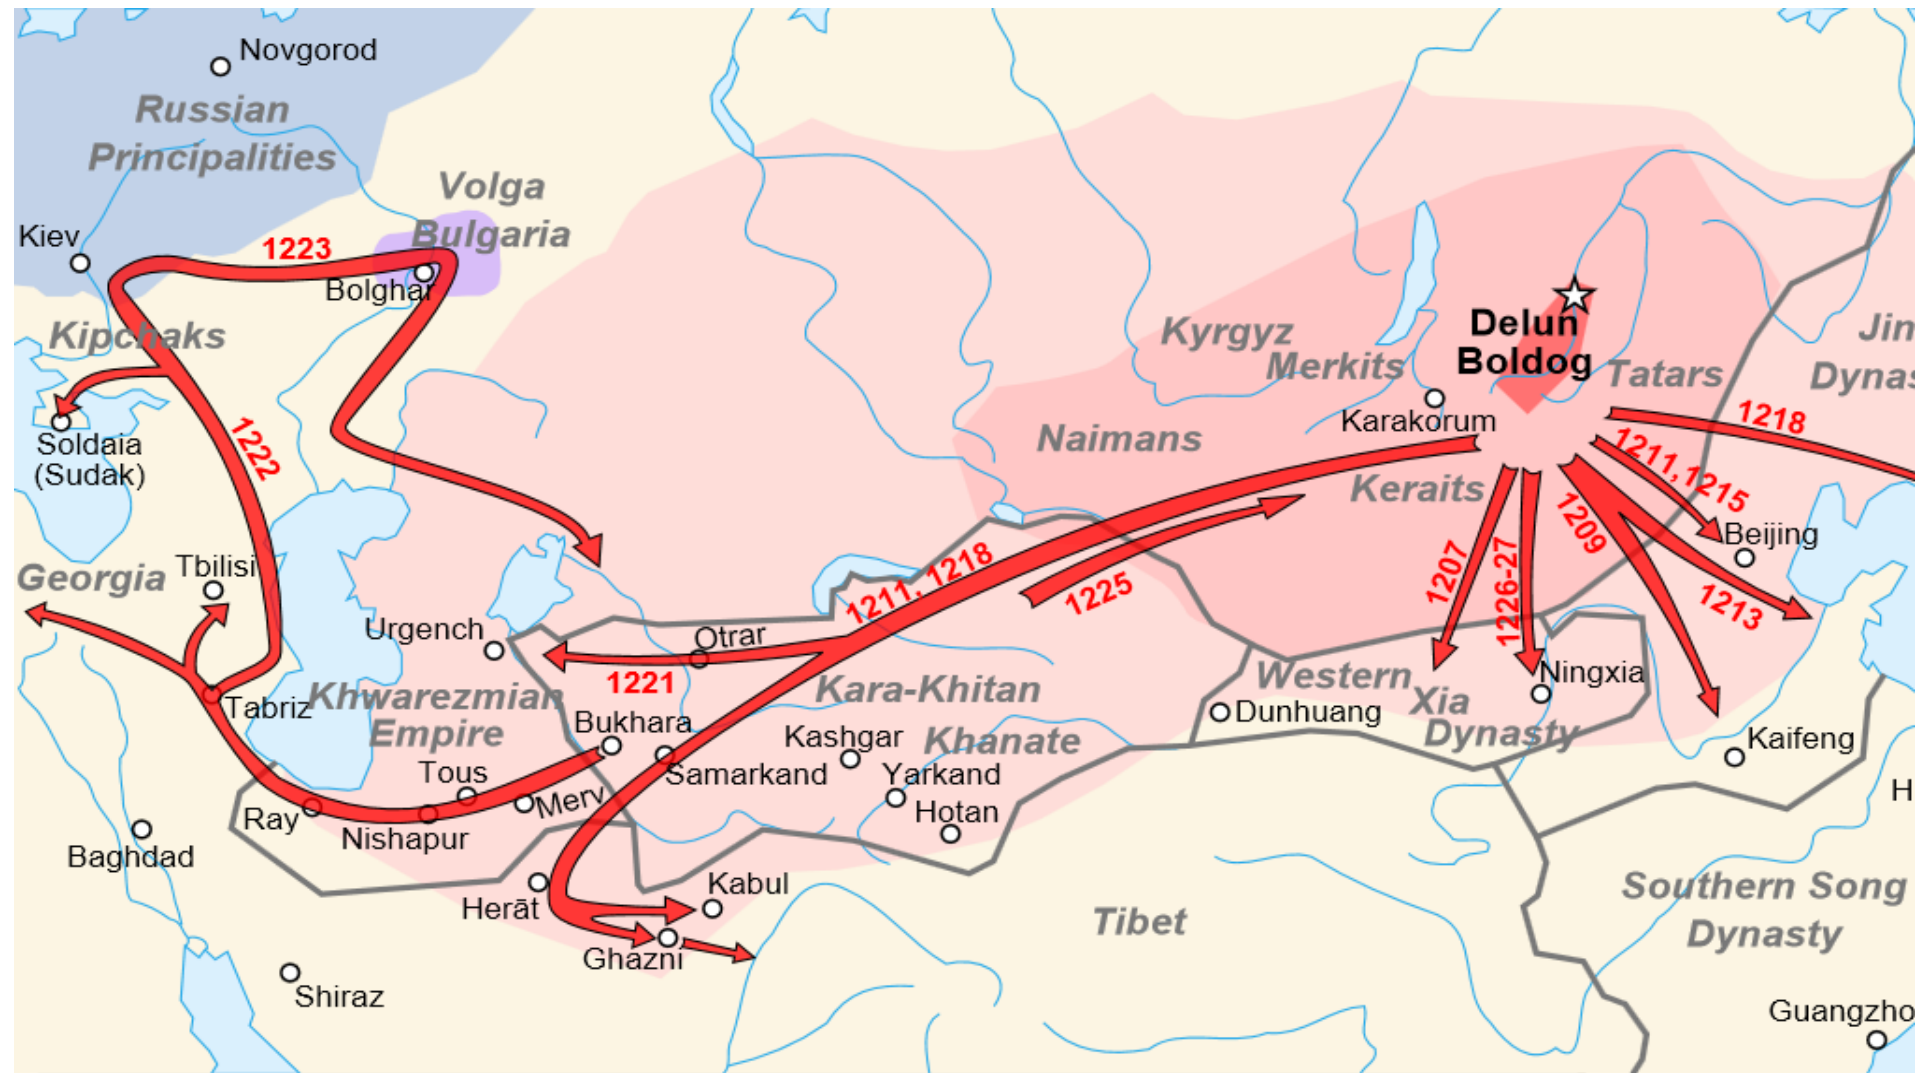 Novgorod
Russian
Principalities
Volga
Bulgaria
Kiev
1223
Bolghar
Kipchaks
Soldaia
(Sudak)
1222
Georgia
Tbilisi
Urgench
Otrar
1221
Tabriz
Khwarezmian
Empire
Bukhara
Samarkand
Tous
Merv
Ray
Nishapur
Baghdad
Herāt
Kabul
Ghazni
Shiraz
Kara-Khitan
Khanate
Kashgar
Yarkand
Hotan
1211, 1218
1225
Kyrgyz
Merkits
Naimans
Keraits
Karakorum
Delun
Boldog
Tatars
Jin
Dynas
1218
1211, 1215
Beijing
1209
1213
1207
1226-27
Western
Xia
Dynasty
Ningxia
Dunhuang
Kaifeng
H
Tibet
Southern Song
Dynasty
Guangzho